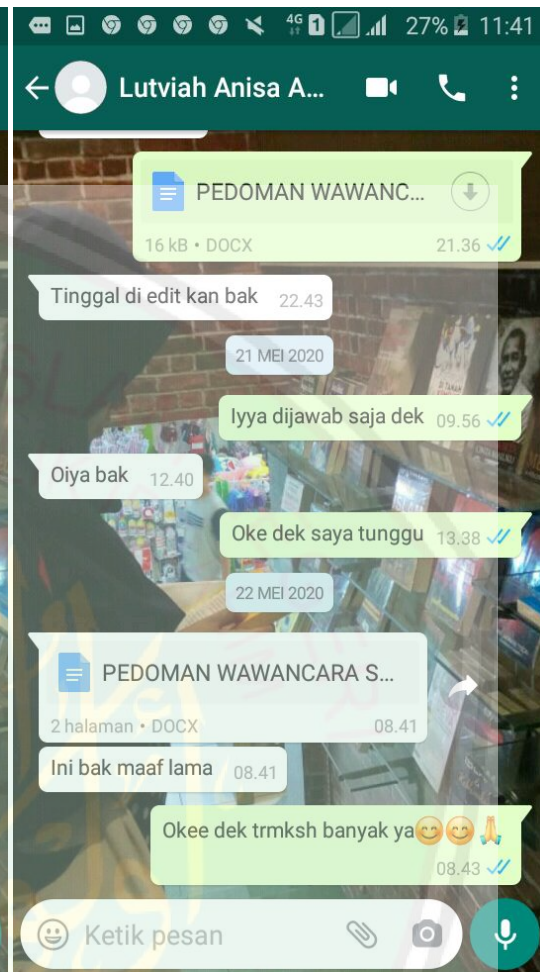 4G 1 27% 11:41
Lutviah Anisa A...
PEDOMAN WAWANC...
16 kB • DOCX 21.36
Tinggal di edit kan bak 22.43
21 MEI 2020
Iyya dijawab saja dek 09.56
Oiya bak 12.40
Oke dek saya tunggu 13.38
22 MEI 2020
PEDOMAN WAWANCARA S...
2 halaman • DOCX 08.41
Ini bak maaf lama 08.41
Okee dek trmksh banyak ya😊😊🙏
08.43
Ketik pesan